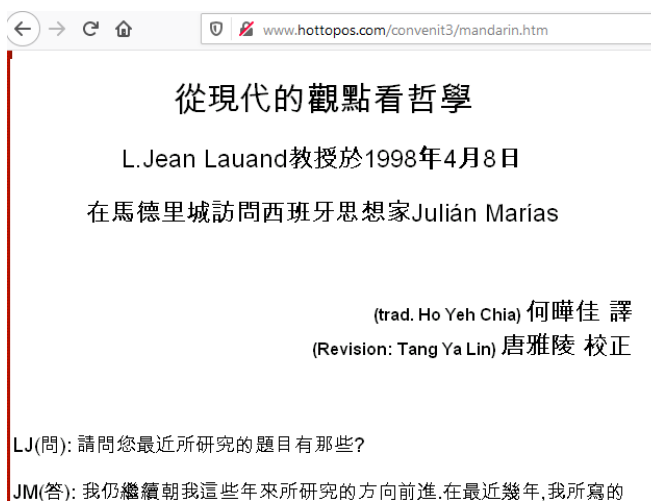 www.hottopos.com/convenit3/mandarin.htm
從現代的觀點看哲學
L.Jean Lauand教授於1998年4月8日
在馬德里城訪問西班牙思想家Julián Marías
(trad. Ho Yeh Chia) 何曄佳 譯
(Revision: Tang Ya Lin) 唐雅陵 校正
LJ(問): 請問您最近所研究的題目有那些?
JM(答): 我仍繼續朝我這些年來所研究的方向前進.在最近幾年,我所寫的